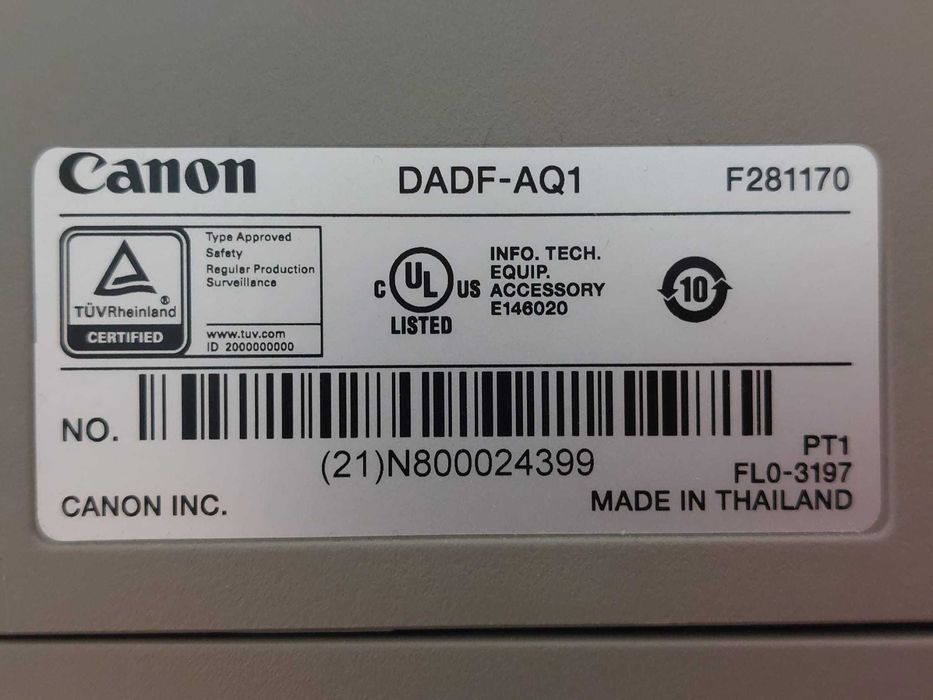 Canon DADF-AQ1 F281170
TÜVRheinland®
CERTIFIED
Type Approved
Safety
Regular Production
Surveillance
www.tuv.com
ID 2000000000
C UL US
LISTED
INFO. TECH.
EQUIP.
ACCESSORY
E146020
10
NO.
(21)N800024399
PT1
FL0-3197
CANON INC. MADE IN THAILAND